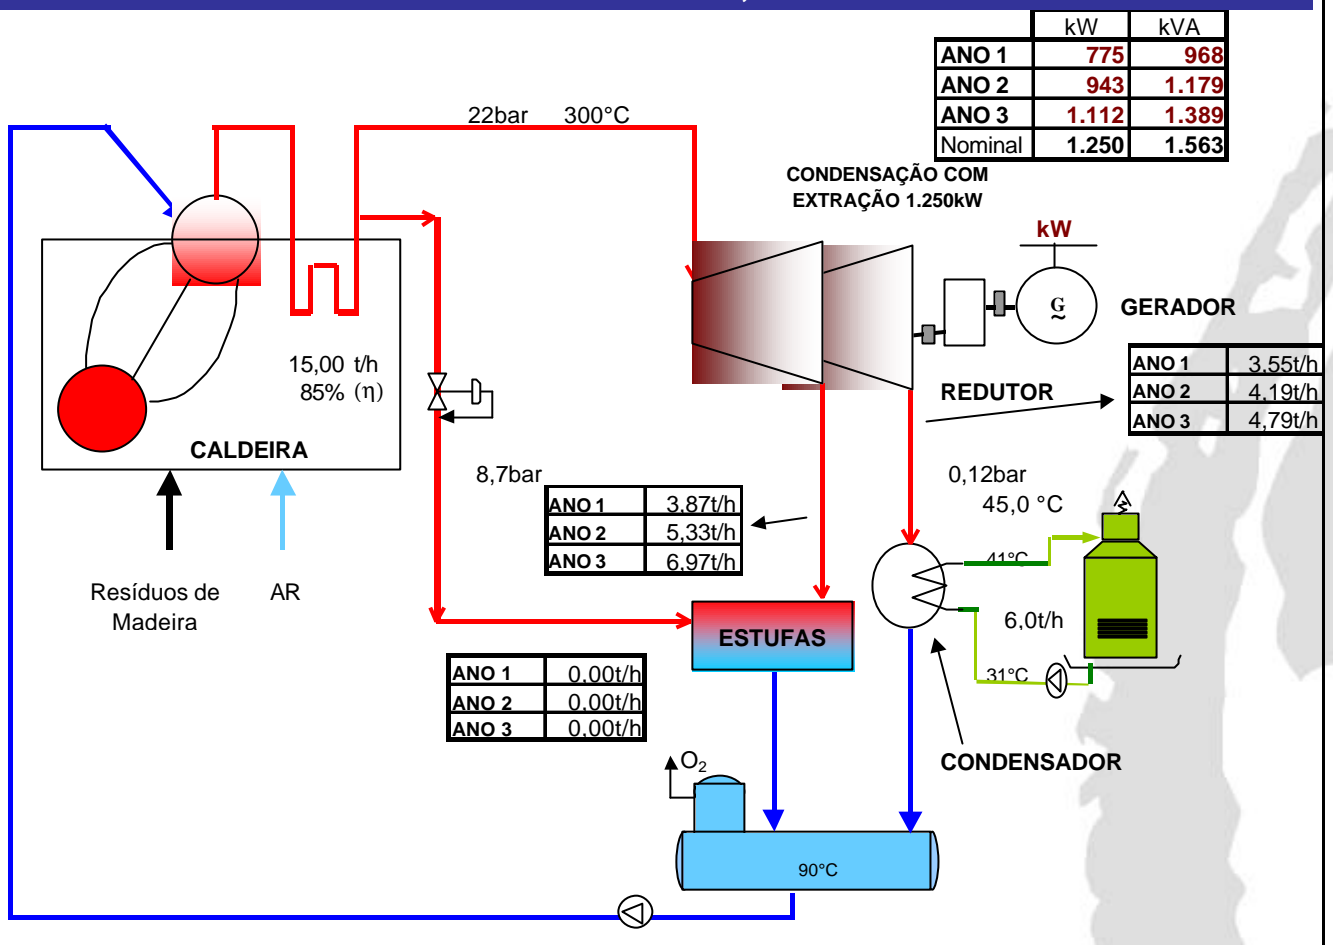 kW kVA
ANO 1 775 968
ANO 2 943 1.179
ANO 3 1.112 1.389
Nominal 1.250 1.563
22bar 300°C
CONDENSAÇÃO COM
EXTRAÇÃO 1.250kW
kW
G
~
GERADOR
15,00 t/h
85% (η)
CALDEIRA
REDUTOR
ANO 1 3,55t/h
ANO 2 4,19t/h
ANO 3 4,79t/h
8,7bar
ANO 1 3,87t/h
ANO 2 5,33t/h
ANO 3 6,97t/h
0,12bar
45,0 °C
41°C
Resíduos de
Madeira
AR
ESTUFAS
6,0t/h
31°C
ANO 1 0,00t/h
ANO 2 0,00t/h
ANO 3 0,00t/h
CONDENSADOR
O₂
90°C